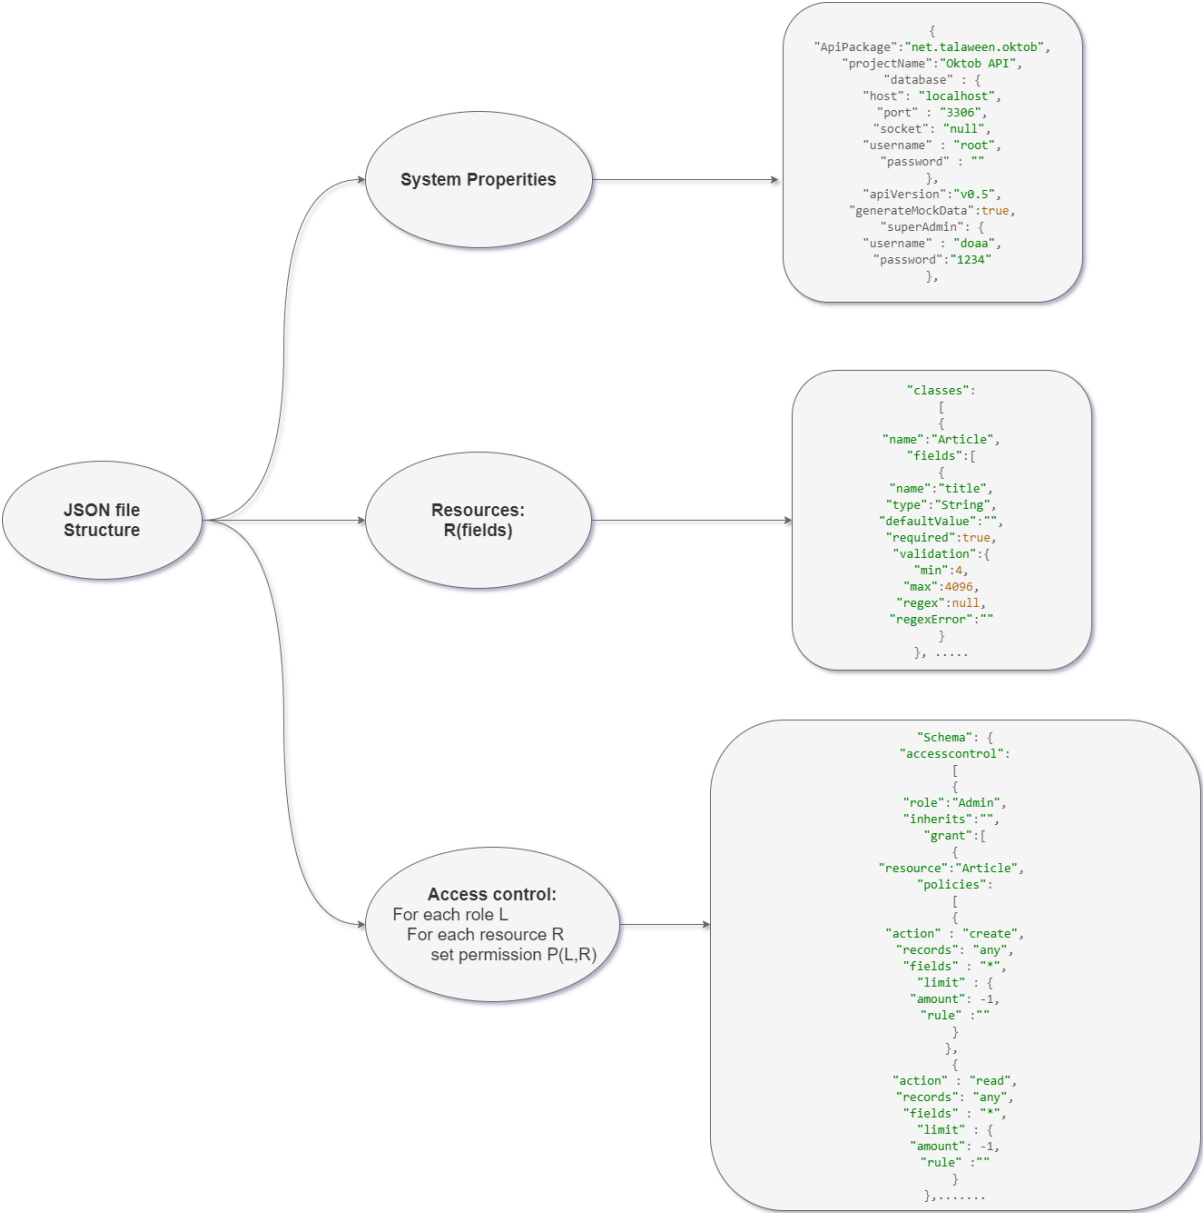 {
"ApiPackage":"net.talaween.oktob",
"projectName":"Oktob API",
"database" : {
"host": "localhost",
"port" : "3306",
"socket": "null",
"username" : "root",
"password" : ""
},
"apiVersion":"v0.5",
"generateMockData":true,
"superAdmin": {
"username" : "doaa",
"password":"1234"
},
System Properities
"classes":
[
{
"name":"Article",
"fields":[
{
"name":"title",
"type":"String",
"defaultValue":"",
"required":true,
"validation":{
"min":4,
"max":4096,
"regex":null,
"regexError":""
}
}, .....
JSON file
Structure
Resources:
R(fields)
"Schema": {
"accesscontrol":
[
{
"role":"Admin",
"inherits":"",
"grant":[
{
"resource":"Article",
"policies":
[
{
"action" : "create",
"records": "any",
"fields" : "*",
"limit" : {
"amount": -1,
"rule" :""
}
},
{
"action" : "read",
"records": "any",
"fields" : "*",
"limit" : {
"amount": -1,
"rule" :""
}
},.......
Access control:
For each role L
For each resource R
set permission P(L,R)